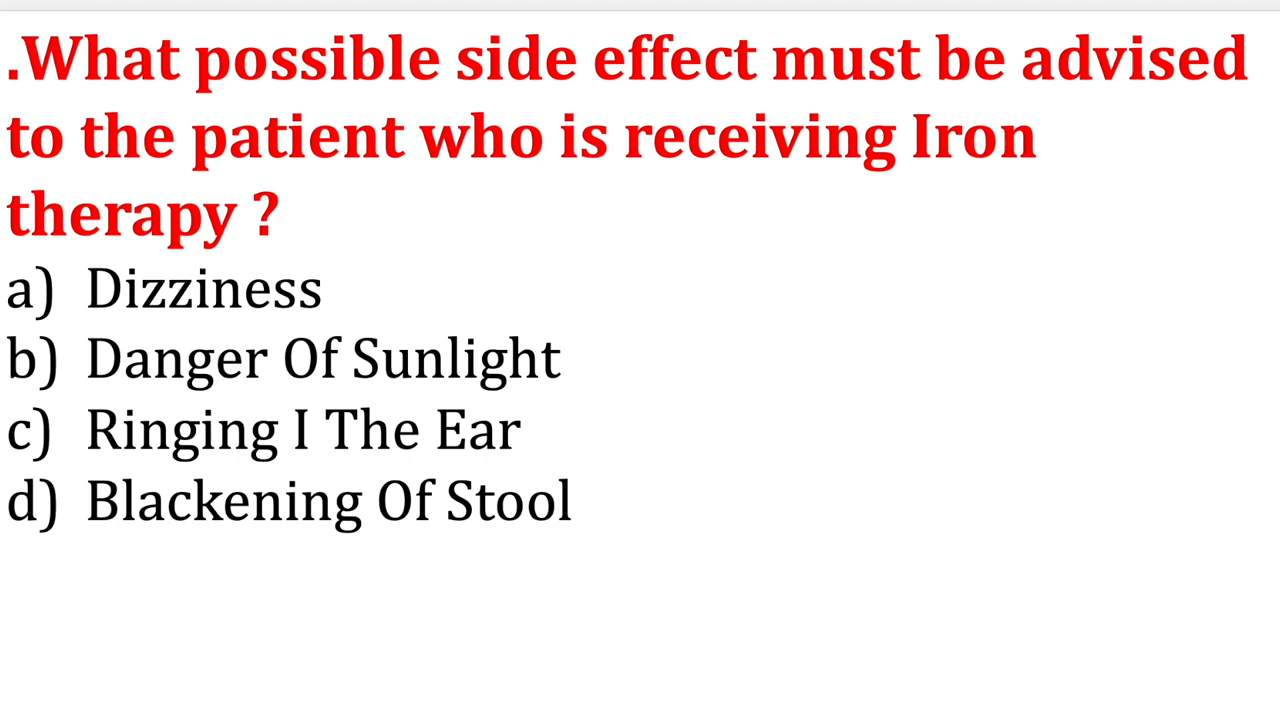 .What possible side effect must be advised
to the patient who is receiving Iron
therapy ?
a) Dizziness
b) Danger Of Sunlight
c) Ringing I The Ear
d) Blackening Of Stool